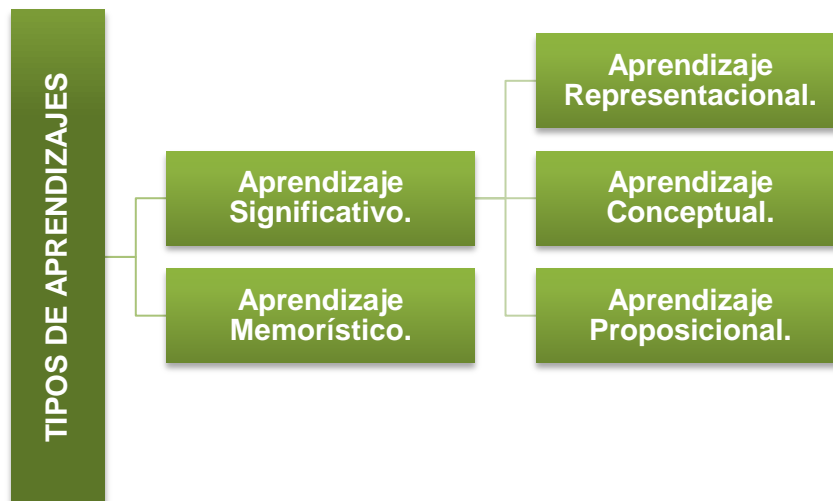 TIPOS DE APRENDIZAJES
Aprendizaje
Significativo.
Aprendizaje
Memorístico.
Aprendizaje
Representacional.
Aprendizaje
Conceptual.
Aprendizaje
Proposicional.